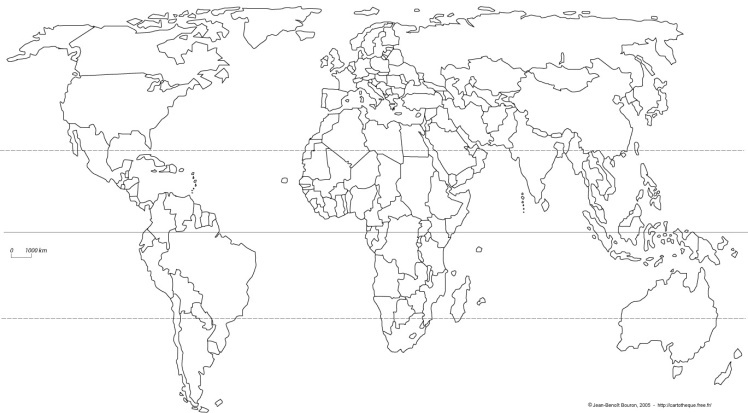 0 1000 km
© Jean-Benoît Bouron, 2005 - http://cartotheque.free.fr/